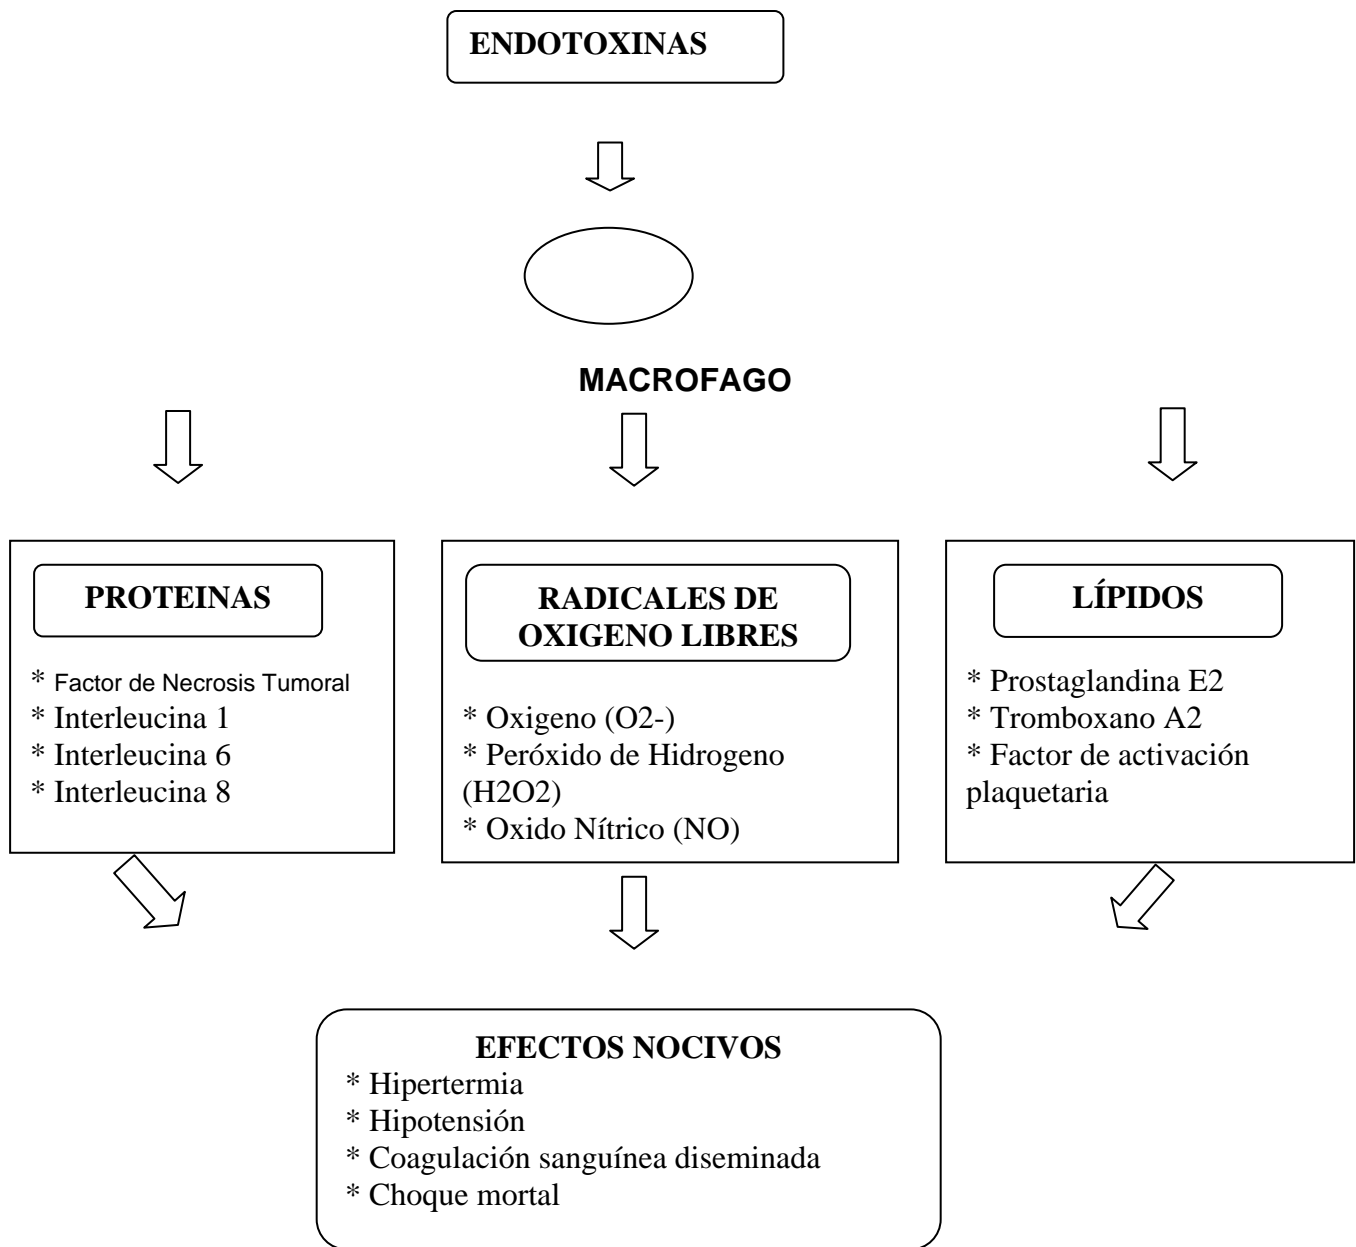 ENDOTOXINAS
MACROFAGO
PROTEINAS
* Factor de Necrosis Tumoral
* Interleucina 1
* Interleucina 6
* Interleucina 8
RADICALES DE
OXIGENO LIBRES
* Oxigeno (O2-)
* Peróxido de Hidrogeno
(H2O2)
* Oxido Nítrico (NO)
LÍPIDOS
* Prostaglandina E2
* Tromboxano A2
* Factor de activación
plaquetaria
EFECTOS NOCIVOS
* Hipertermia
* Hipotensión
* Coagulación sanguínea diseminada
* Choque mortal